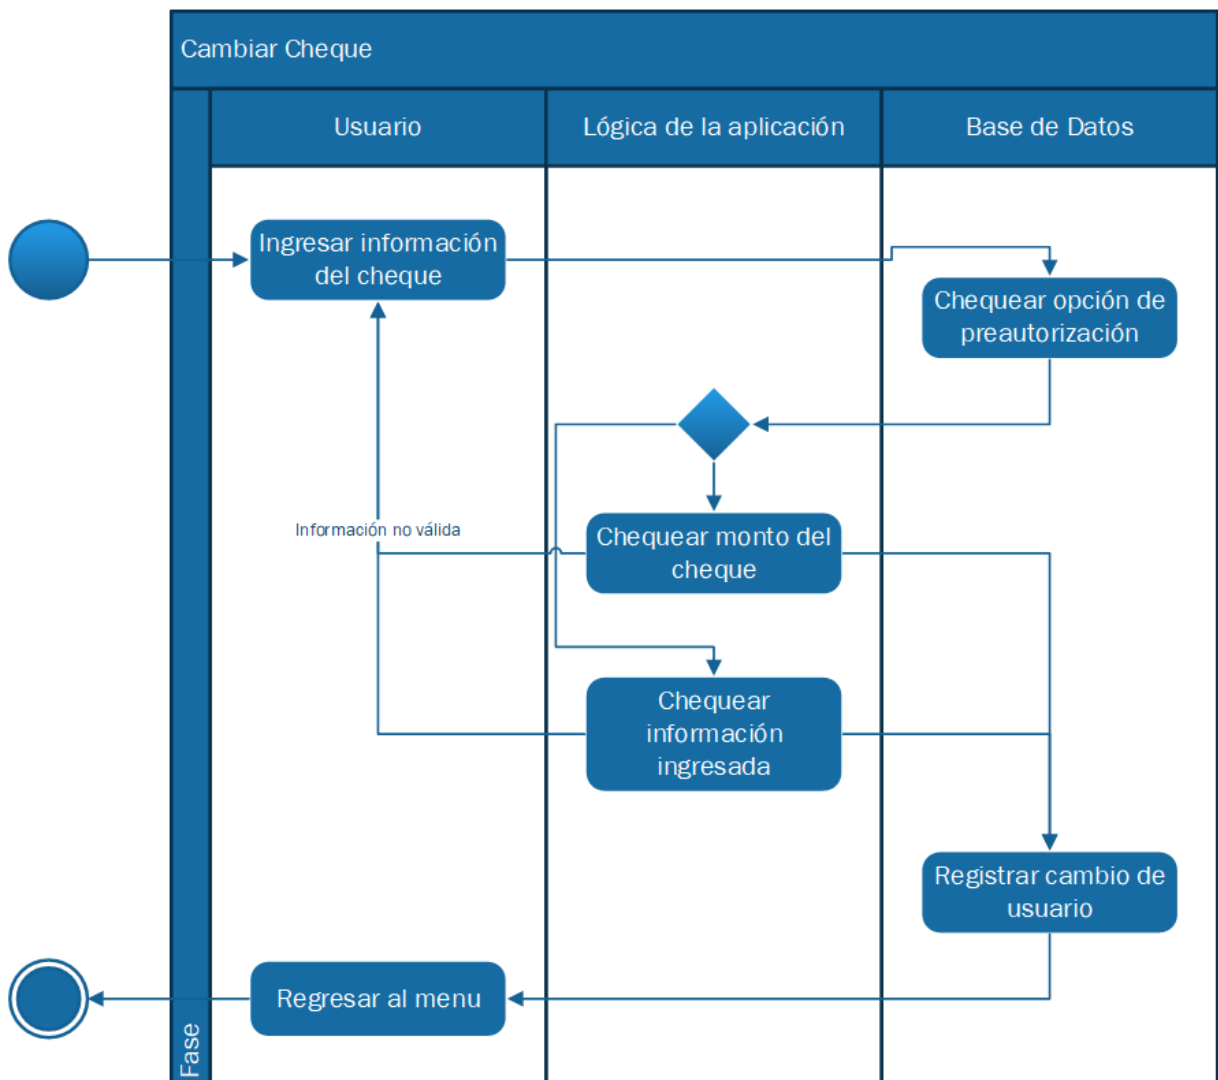 Cambiar Cheque
Usuario
Lógica de la aplicación
Base de Datos
Ingresar información
del cheque
Chequear opción de
preautorización
Información no válida
Chequear monto del
cheque
Chequear
información
ingresada
Registrar cambio de
usuario
Regresar al menu
Fase